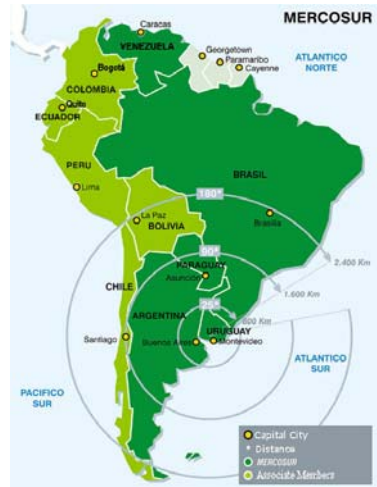 MERCOSUR
Caracas
VENEZUELA
Georgetown
Paramaribo
Cayenne
ATLANTICO
NORTE
Bogotá
COLOMBIA
Quito
ECUADOR
PERU
Lima
BRASIL
180°
La Paz
BOLIVIA
Brasilia
90°
PARAGUAY
Asunción
2.400 Km
1.600 Km
CHILE
25°
800 Km
ARGENTINA
URUGUAY
Santiago
Buenos Aires
Montevideo
ATLANTICO
SUR
PACIFICO
SUR
Capital City
Distance
MERCOSUR
Associate Members